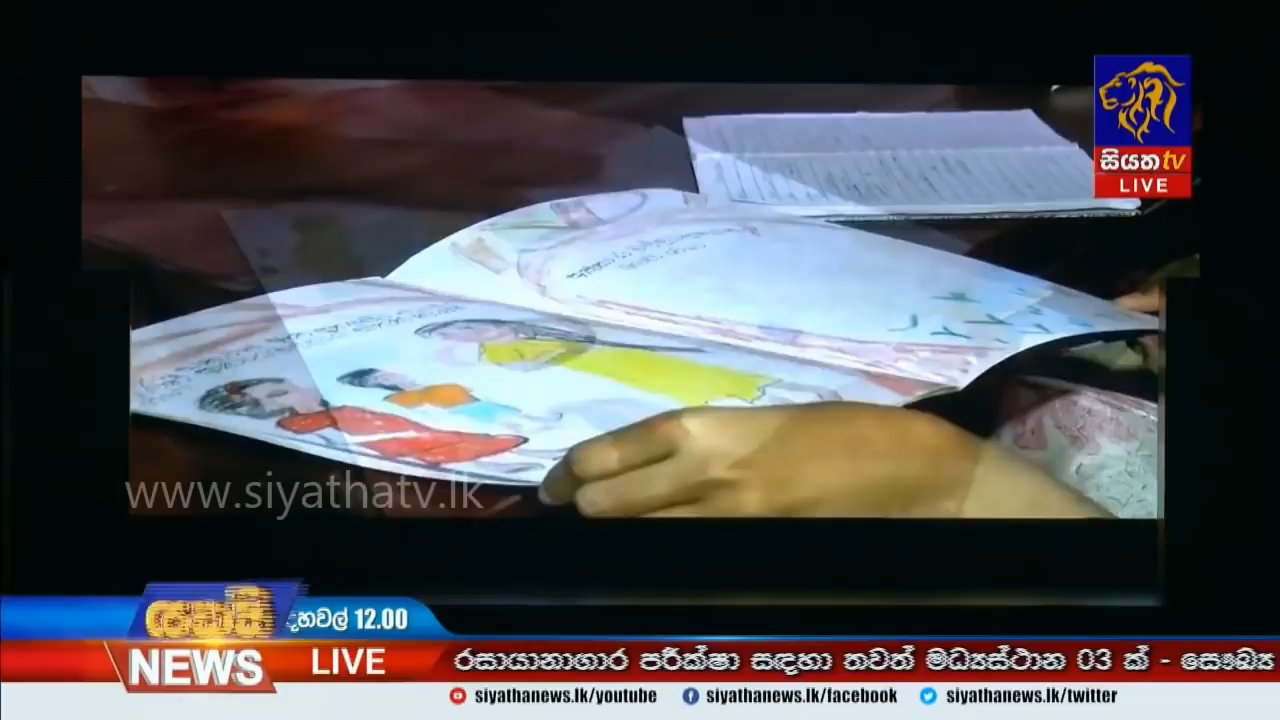 සියත tv
LIVE
www.siyathatv.lk
දහවල් 12.00
NEWS
LIVE
රසායානාගාර පරීක්ෂා සඳහා තවත් මධ්‍යස්ථාන 03 ක් - සෞඛ්‍ය
siyathanews.lk/youtube
siyathanews.lk/facebook
siyathanews.lk/twitter